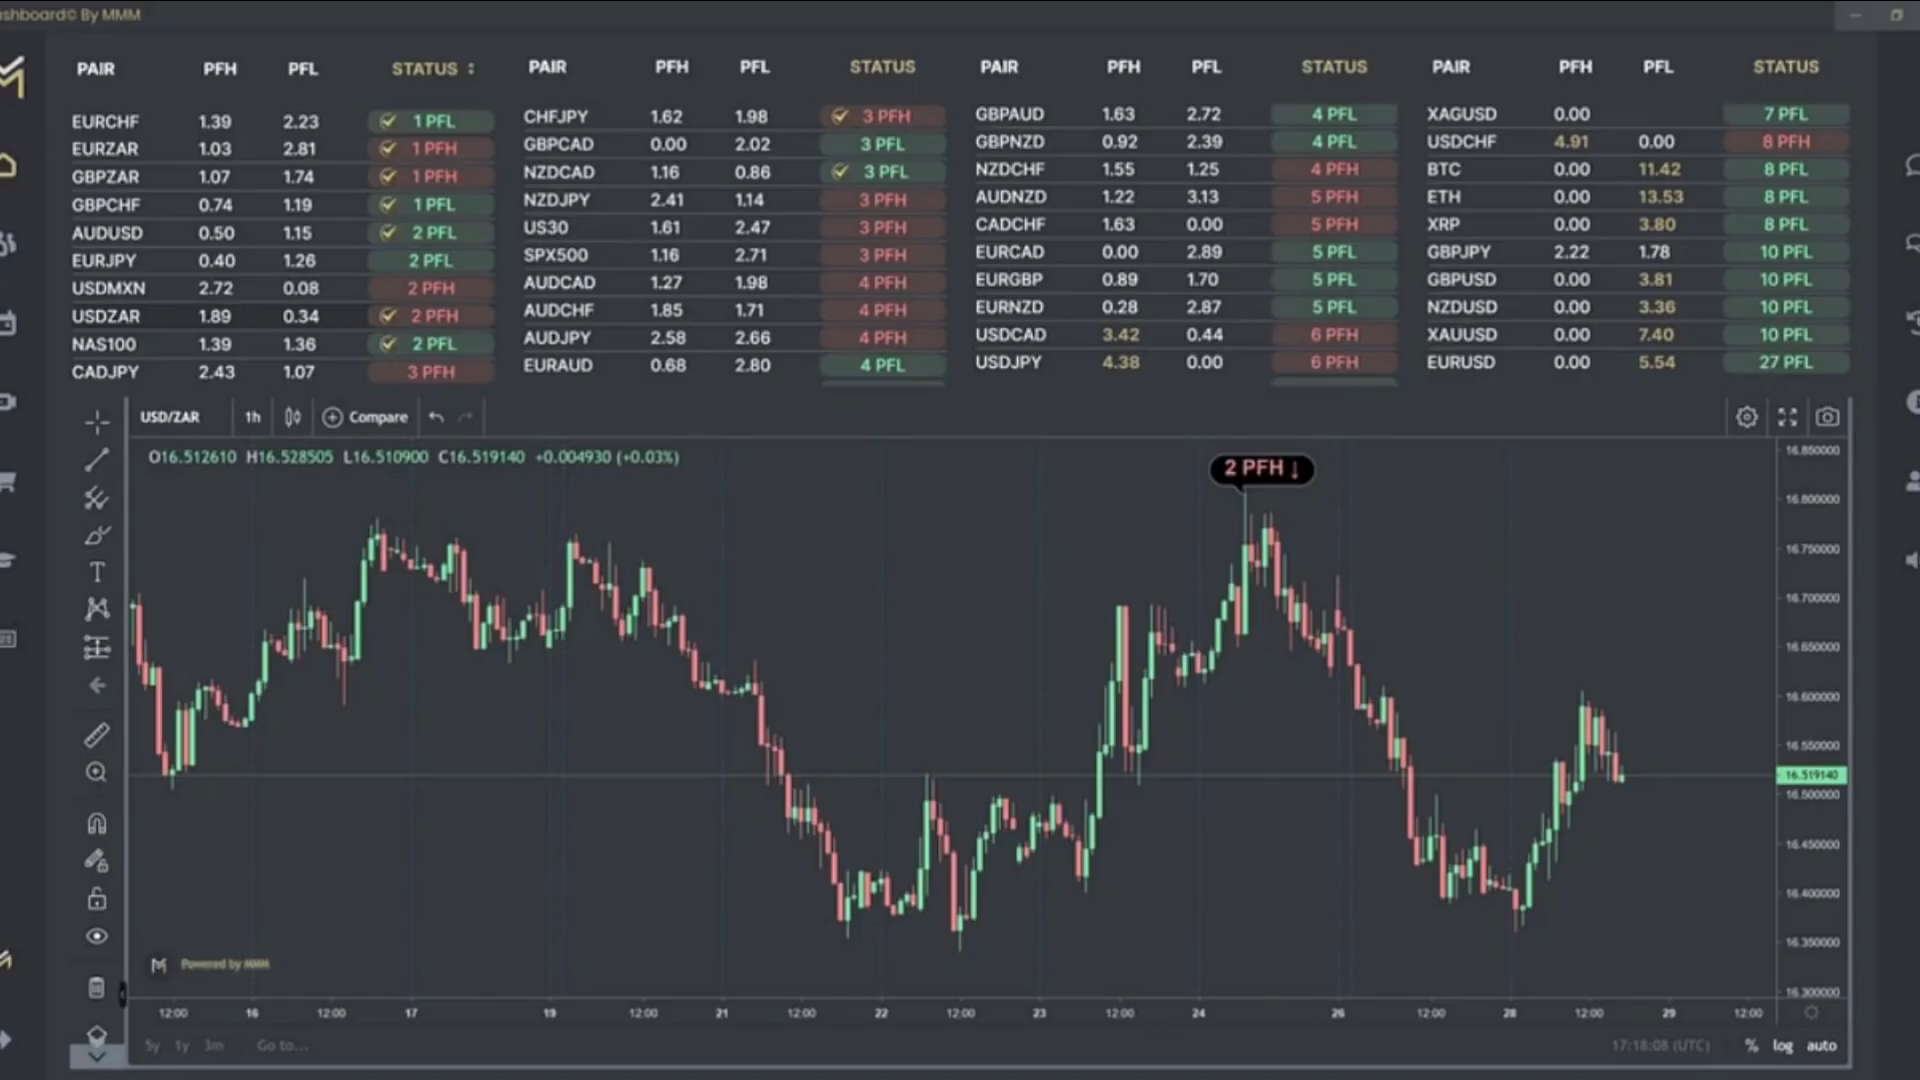 shboard© By MMM
PAIR PFH PFL STATUS
EURCHF 1.39 2.23 1 PFL
EURZAR 1.03 2.81 1 PFH
GBPZAR 1.07 1.74 1 PFH
GBPCHF 0.74 1.19 1 PFL
AUDUSD 0.50 1.15 2 PFL
EURJPY 0.40 1.26 2 PFL
USDMXN 2.72 0.08 2 PFH
USDZAR 1.89 0.34 2 PFH
NAS100 1.39 1.36 2 PFL
CADJPY 2.43 1.07 3 PFH
PAIR PFH PFL STATUS
CHFJPY 1.62 1.98 3 PFH
GBPCAD 0.00 2.02 3 PFL
NZDCAD 1.16 0.86 3 PFL
NZDJPY 2.41 1.14 3 PFH
US30 1.61 2.47 3 PFH
SPX500 1.16 2.71 3 PFH
AUDCAD 1.27 1.98 4 PFH
AUDCHF 1.85 1.71 4 PFH
AUDJPY 2.58 2.66 4 PFH
EURAUD 0.68 2.80 4 PFL
PAIR PFH PFL STATUS
GBPAUD 1.63 2.72 4 PFL
GBPNZD 0.92 2.39 4 PFL
NZDCHF 1.55 1.25 4 PFH
AUDNZD 1.22 3.13 5 PFH
CADCHF 1.63 0.00 5 PFH
EURCAD 0.00 2.89 5 PFL
EURGBP 0.89 1.70 5 PFL
EURNZD 0.28 2.87 5 PFL
USDCAD 3.42 0.44 6 PFH
USDJPY 4.38 0.00 6 PFH
PAIR PFH PFL STATUS
XAGUSD 0.00 7 PFL
USDCHF 4.91 0.00 8 PFH
BTC 0.00 11.42 8 PFL
ETH 0.00 13.53 8 PFL
XRP 0.00 3.80 8 PFL
GBPJPY 2.22 1.78 10 PFL
GBPUSD 0.00 3.81 10 PFL
NZDUSD 0.00 3.36 10 PFL
XAUUSD 0.00 7.40 10 PFL
EURUSD 0.00 5.54 27 PFL
USD/ZAR 1h Compare
O16.512610 H16.528505 L16.510900 C16.519140 +0.004930 (+0.03%)
2 PFH ↓
16.850000
16.800000
16.750000
16.700000
16.650000
16.600000
16.550000
16.519140
16.500000
16.450000
16.400000
16.350000
16.300000
Powered by MMM
12:00 16 12:00 17 19 12:00 21 12:00 22 12:00 23 12:00 24 26 12:00 28 12:00 29 12:00
5y 1y 3m Go to... 17:18:08 (UTC) % log auto